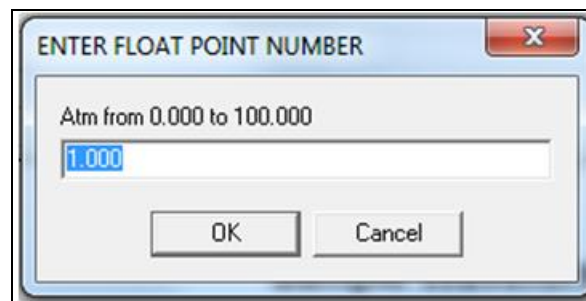 ENTER FLOAT POINT NUMBER
Atm from 0.000 to 100.000
1.000
OK Cancel